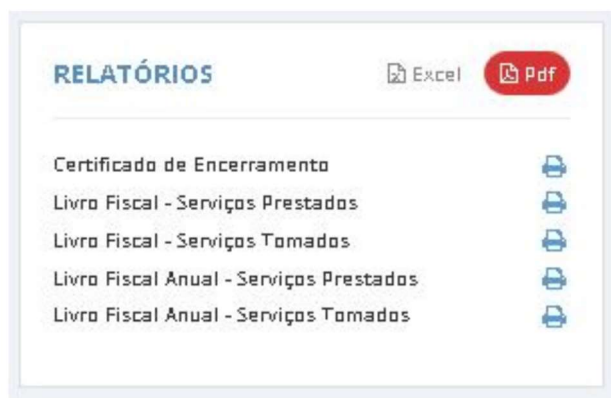 RELATÓRIOS Excel Pdf
Certificado de Encerramento
Livro Fiscal - Serviços Prestados
Livro Fiscal - Serviços Tomados
Livro Fiscal Anual - Serviços Prestados
Livro Fiscal Anual - Serviços Tomados